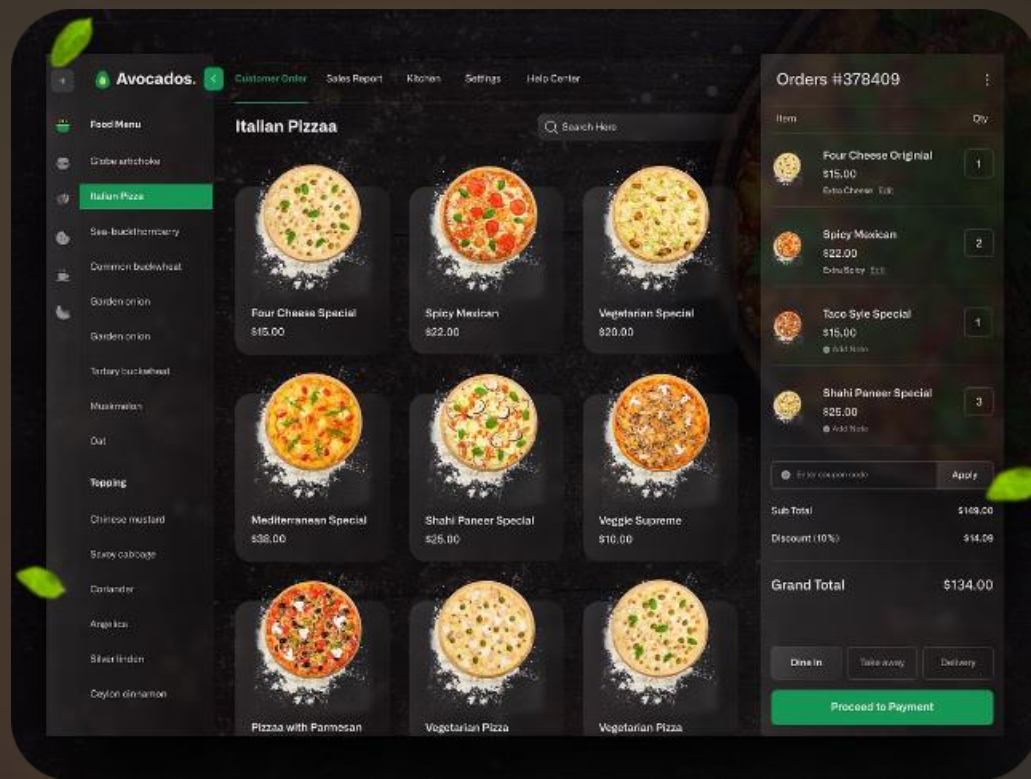 Avocados.
Customer Order
Sales Report
Kitchen
Settings
Help Center
Food Menu
Globe artichoke
Italian Pizza
Sea-buckthornberry
Common buckwheat
Garden onion
Garden onion
Tartary buckwheat
Muskmelon
Oat
Topping
Chinese mustard
Savoy cabbage
Coriander
Angelica
Silver linden
Ceylon cinnamon
Italian Pizzaa
Search Here
Four Cheese Special
$15.00
Spicy Mexican
$22.00
Vegetarian Special
$20.00
Mediterranean Special
$38.00
Shahi Paneer Special
$25.00
Veggie Supreme
$10.00
Pizzaa with Parmesan
Vegetarian Pizza
Vegetarian Pizza
Orders #378409
Item
Qty
Four Cheese Originial
$15.00
Extra Cheese Edit
1
Spicy Mexican
$22.00
Extra Spicy Edit
2
Taco Syle Special
$15.00
Add Note
1
Shahi Paneer Special
$25.00
Add Note
3
Enter coupon code
Apply
Sub Total
$149.00
Discount (10%)
$14.09
Grand Total
$134.00
Dine In
Take away
Delivery
Proceed to Payment